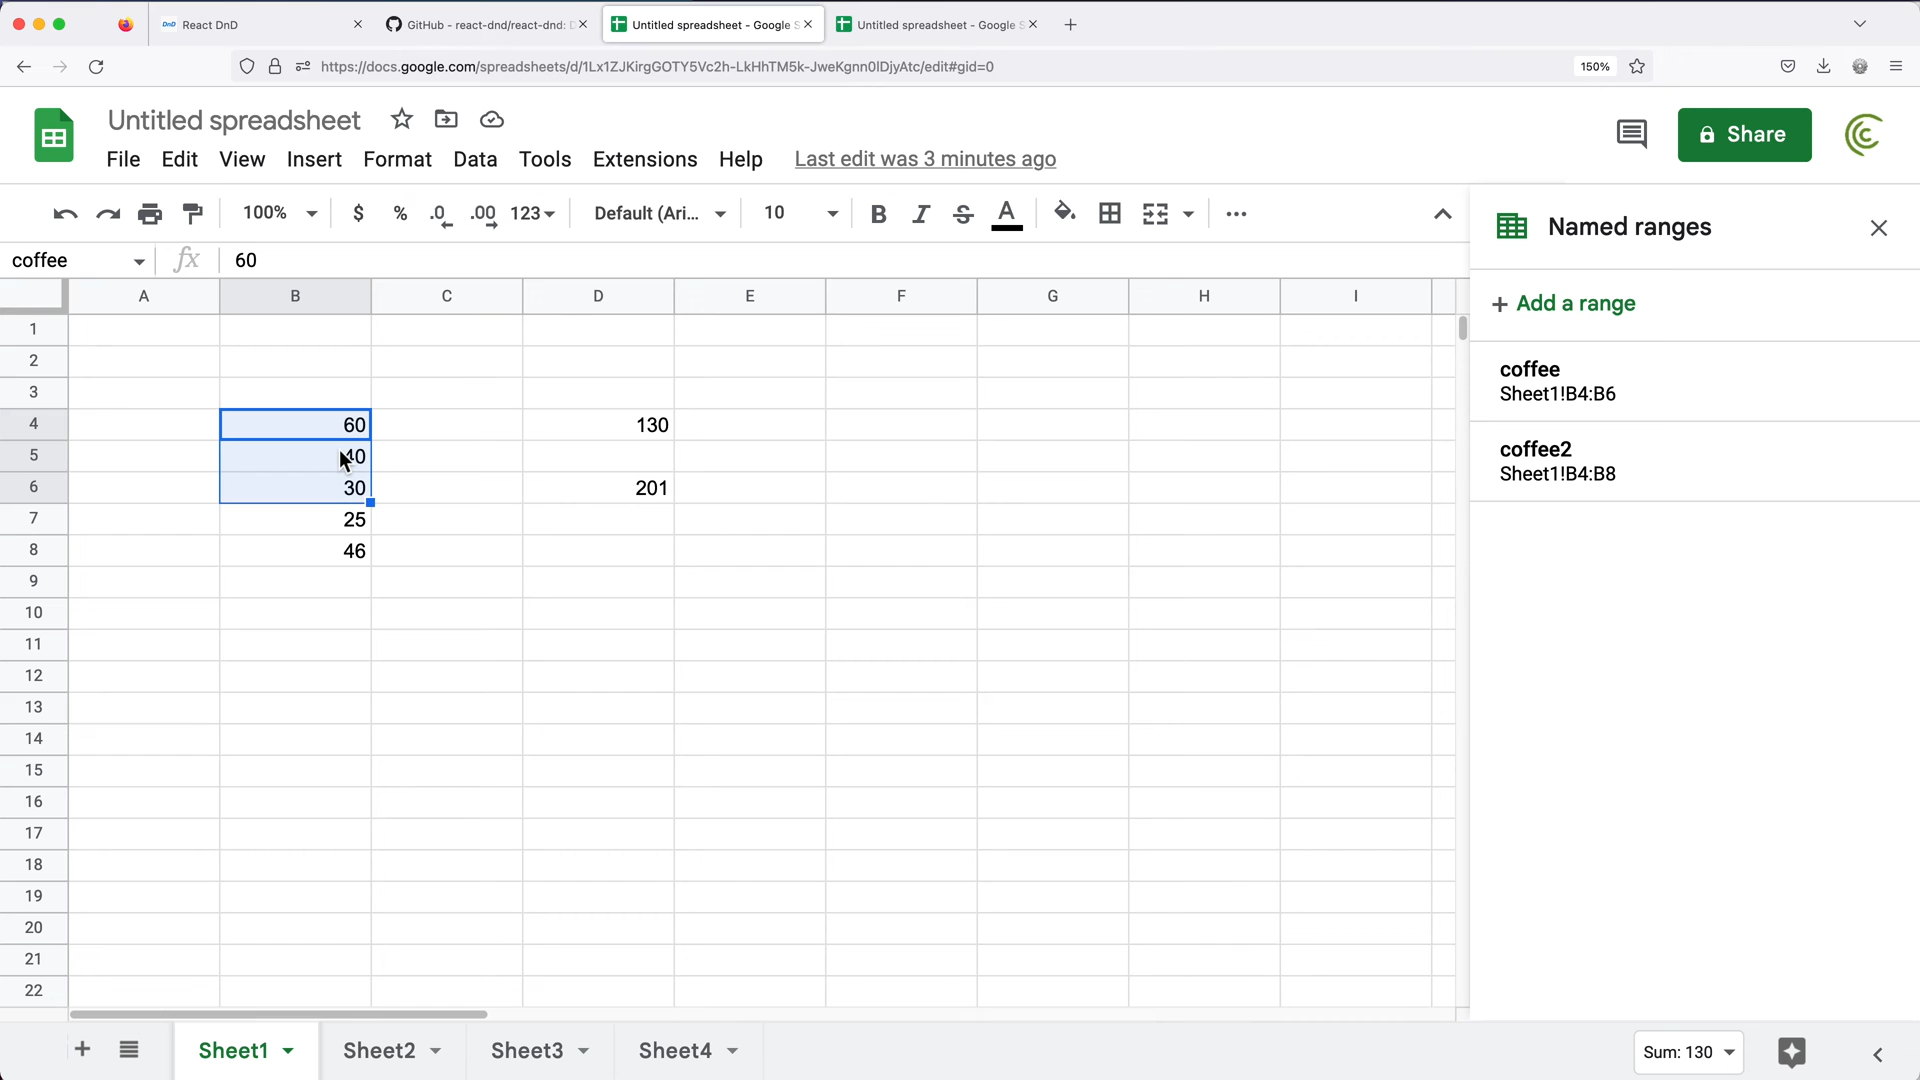 DnD React DnD
GitHub - react-dnd/react-dnd: D
Untitled spreadsheet - Google S
Untitled spreadsheet - Google S
https://docs.google.com/spreadsheets/d/1Lx1ZJKirgGOTY5Vc2h-LkHhTM5k-JweKgnn0IDjyAtc/edit#gid=0
150%
Untitled spreadsheet
File Edit View Insert Format Data Tools Extensions Help Last edit was 3 minutes ago
Share
100% $ % .0 .00 123 Default (Ari... 10 B I S A
Named ranges
coffee fx 60
A B C D E F G H I
+ Add a range
1
2
3
coffee
Sheet1!B4:B6
4 60 130
5 40
coffee2
Sheet1!B4:B8
6 30 201
7 25
8 46
9
10
11
12
13
14
15
16
17
18
19
20
21
22
Sheet1 Sheet2 Sheet3 Sheet4
Sum: 130